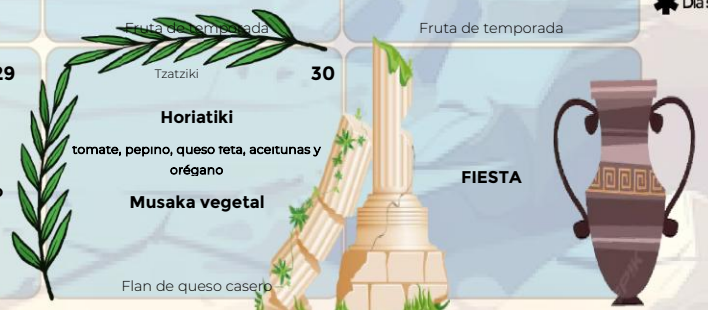 Fruta de temporada
Fruta de temporada
Día s
29
Tzatziki
30
Horiatiki
tomate, pepino, queso feta, aceitunas y
orégano
Musaka vegetal
FIESTA
Flan de queso casero